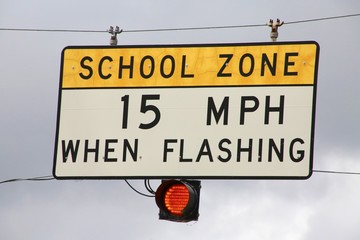 SCHOOL ZONE
15 MPH
WHEN FLASHING